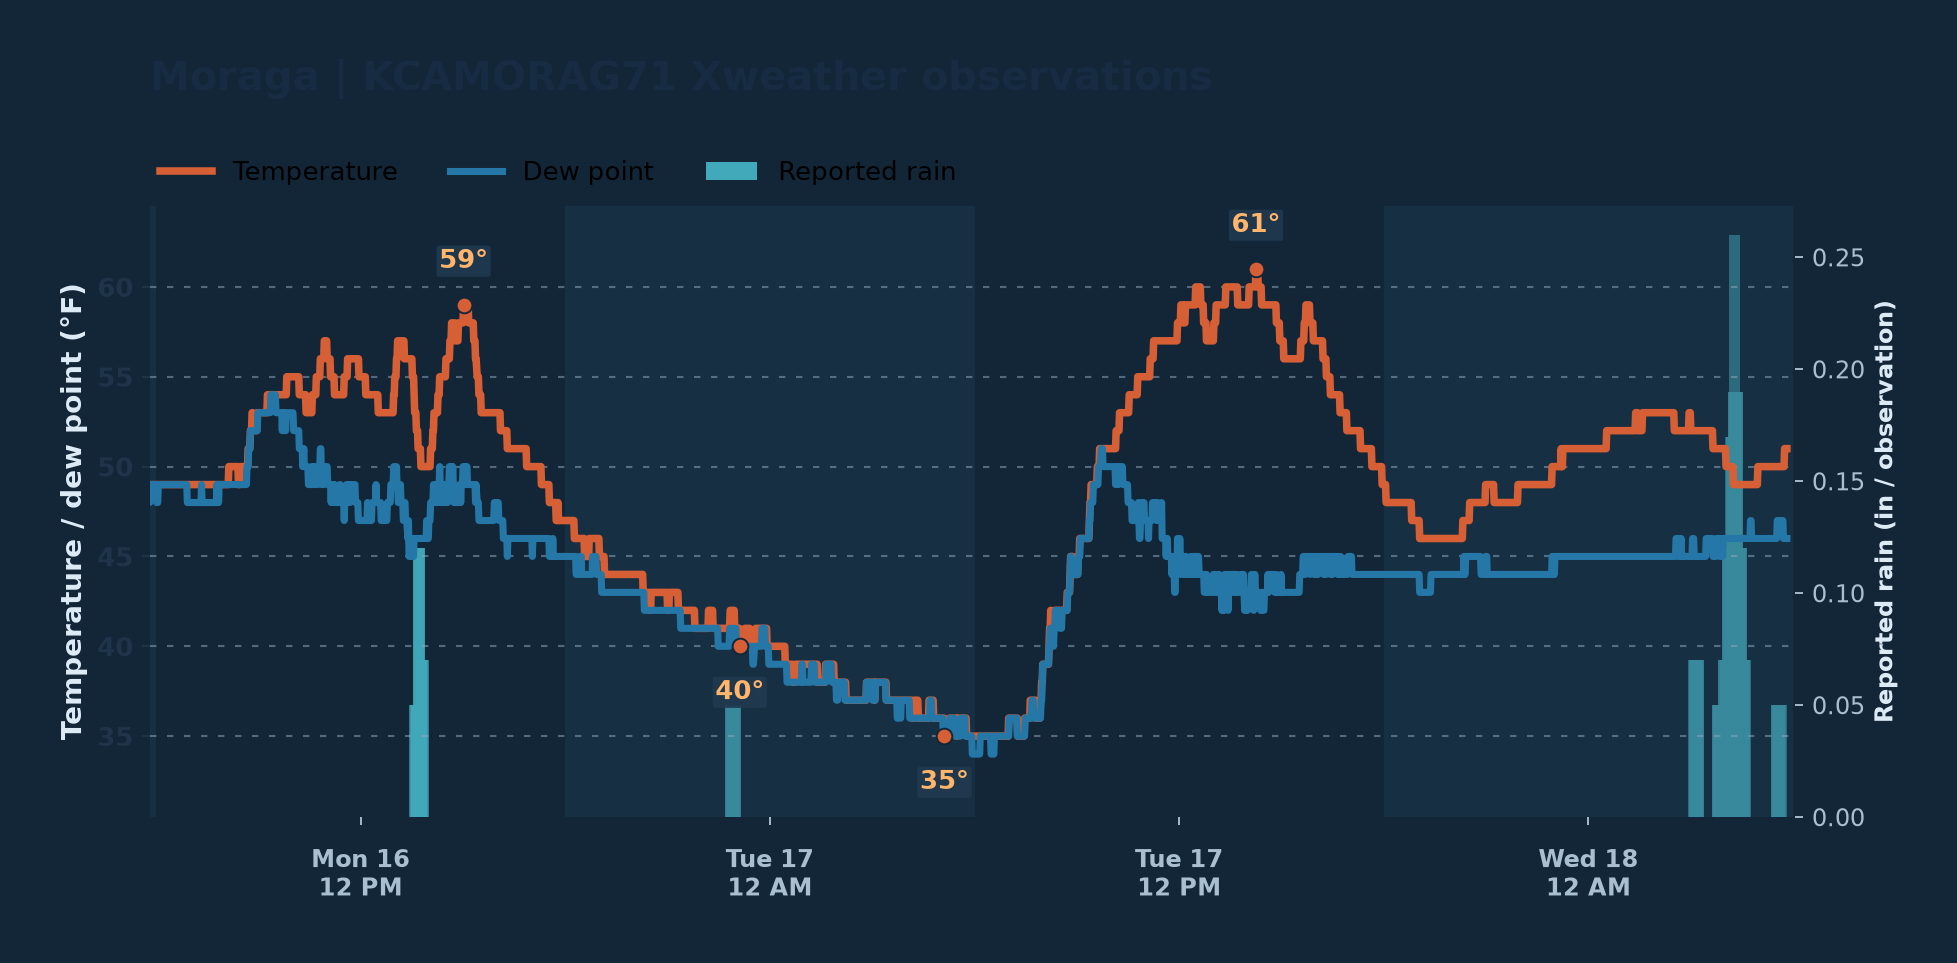 Moraga | KCAMORAG71 Xweather observations
Temperature
Dew point
Reported rain
Temperature / dew point (°F)
60
55
50
45
40
35
59°
40°
35°
61°
0.25
0.20
0.15
0.10
0.05
0.00
Reported rain (in / observation)
Mon 16
12 PM
Tue 17
12 AM
Tue 17
12 PM
Wed 18
12 AM